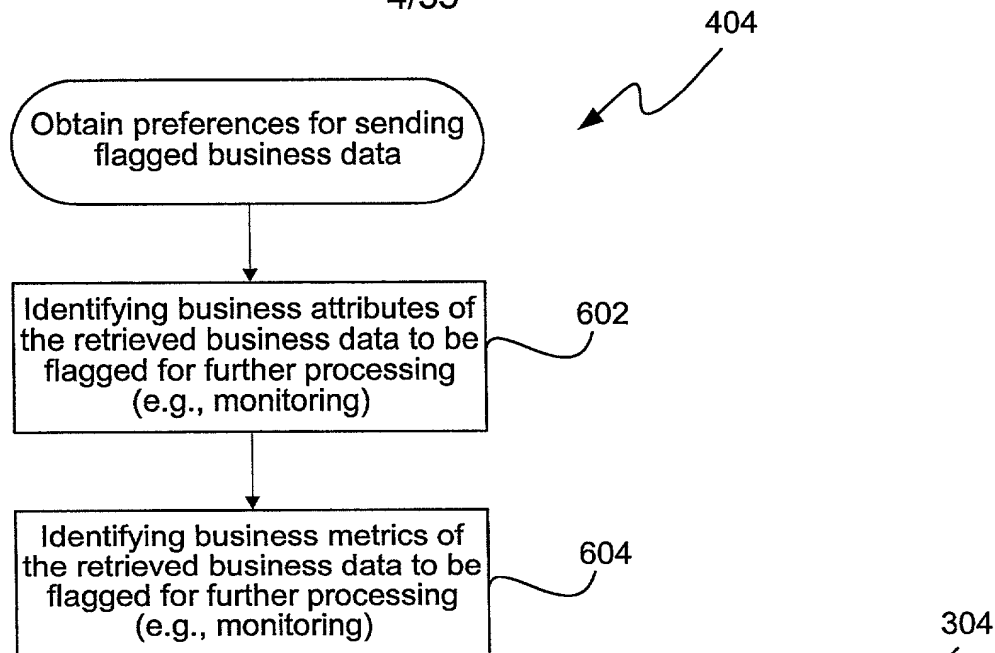 4/35
404
Obtain preferences for sending
flagged business data
Identifying business attributes of
the retrieved business data to be
flagged for further processing
(e.g., monitoring)
602
Identifying business metrics of
the retrieved business data to be
flagged for further processing
(e.g., monitoring)
604
304